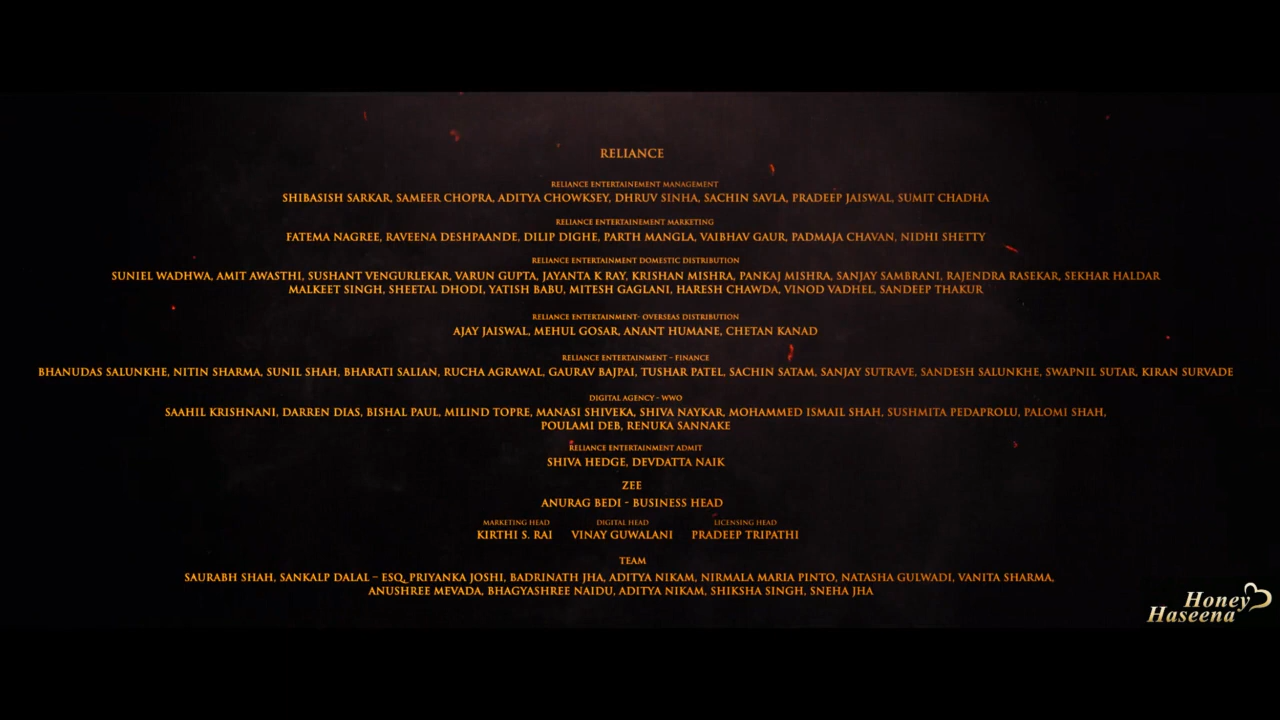 RELIANCE
RELIANCE ENTERTAINEMENT MANAGEMENT
SHIBASISH SARKAR, SAMEER CHOPRA, ADITYA CHOWKSEY, DHRUV SINHA, SACHIN SAVLA, PRADEEP JAISWAL, SUMIT CHADHA
RELIANCE ENTERTAINEMENT MARKETING
FATEMA NAGREE, RAVEENA DESHPAANDE, DILIP DIGHE, PARTH MANGLA, VAIBHAV GAUR, PADMAJA CHAVAN, NIDHI SHETTY
RELIANCE ENTERTAINMENT DOMESTIC DISTRIBUTION
SUNIEL WADHWA, AMIT AWASTHI, SUSHANT VENGURLEKAR, VARUN GUPTA, JAYANTA K RAY, KRISHAN MISHRA, PANKAJ MISHRA, SANJAY SAMBRANI, RAJENDRA RASEKAR, SEKHAR HALDAR
MALKEET SINGH, SHEETAL DHODI, YATISH BABU, MITESH GAGLANI, HARESH CHAWDA, VINOD VADHEL, SANDEEP THAKUR
RELIANCE ENTERTAINMENT- OVERSEAS DISTRIBUTION
AJAY JAISWAL, MEHUL GOSAR, ANANT HUMANE, CHETAN KANAD
RELIANCE ENTERTAINMENT – FINANCE
BHANUDAS SALUNKHE, NITIN SHARMA, SUNIL SHAH, BHARATI SALIAN, RUCHA AGRAWAL, GAURAV BAJPAI, TUSHAR PATEL, SACHIN SATAM, SANJAY SUTRAVE, SANDESH SALUNKHE, SWAPNIL SUTAR, KIRAN SURVADE
DIGITAL AGENCY - WWO
SAAHIL KRISHNANI, DARREN DIAS, BISHAL PAUL, MILIND TOPRE, MANASI SHIVEKA, SHIVA NAYKAR, MOHAMMED ISMAIL SHAH, SUSHMITA PEDAPROLU, PALOMI SHAH,
POULAMI DEB, RENUKA SANNAKE
RELIANCE ENTERTAINMENT ADMIT
SHIVA HEDGE, DEVDATTA NAIK
ZEE
ANURAG BEDI - BUSINESS HEAD
MARKETING HEAD DIGITAL HEAD LICENSING HEAD
KIRTHI S. RAI VINAY GUWALANI PRADEEP TRIPATHI
TEAM
SAURABH SHAH, SANKALP DALAL – ESQ, PRIYANKA JOSHI, BADRINATH JHA, ADITYA NIKAM, NIRMALA MARIA PINTO, NATASHA GULWADI, VANITA SHARMA,
ANUSHREE MEVADA, BHAGYASHREE NAIDU, ADITYA NIKAM, SHIKSHA SINGH, SNEHA JHA
Honey
Haseena